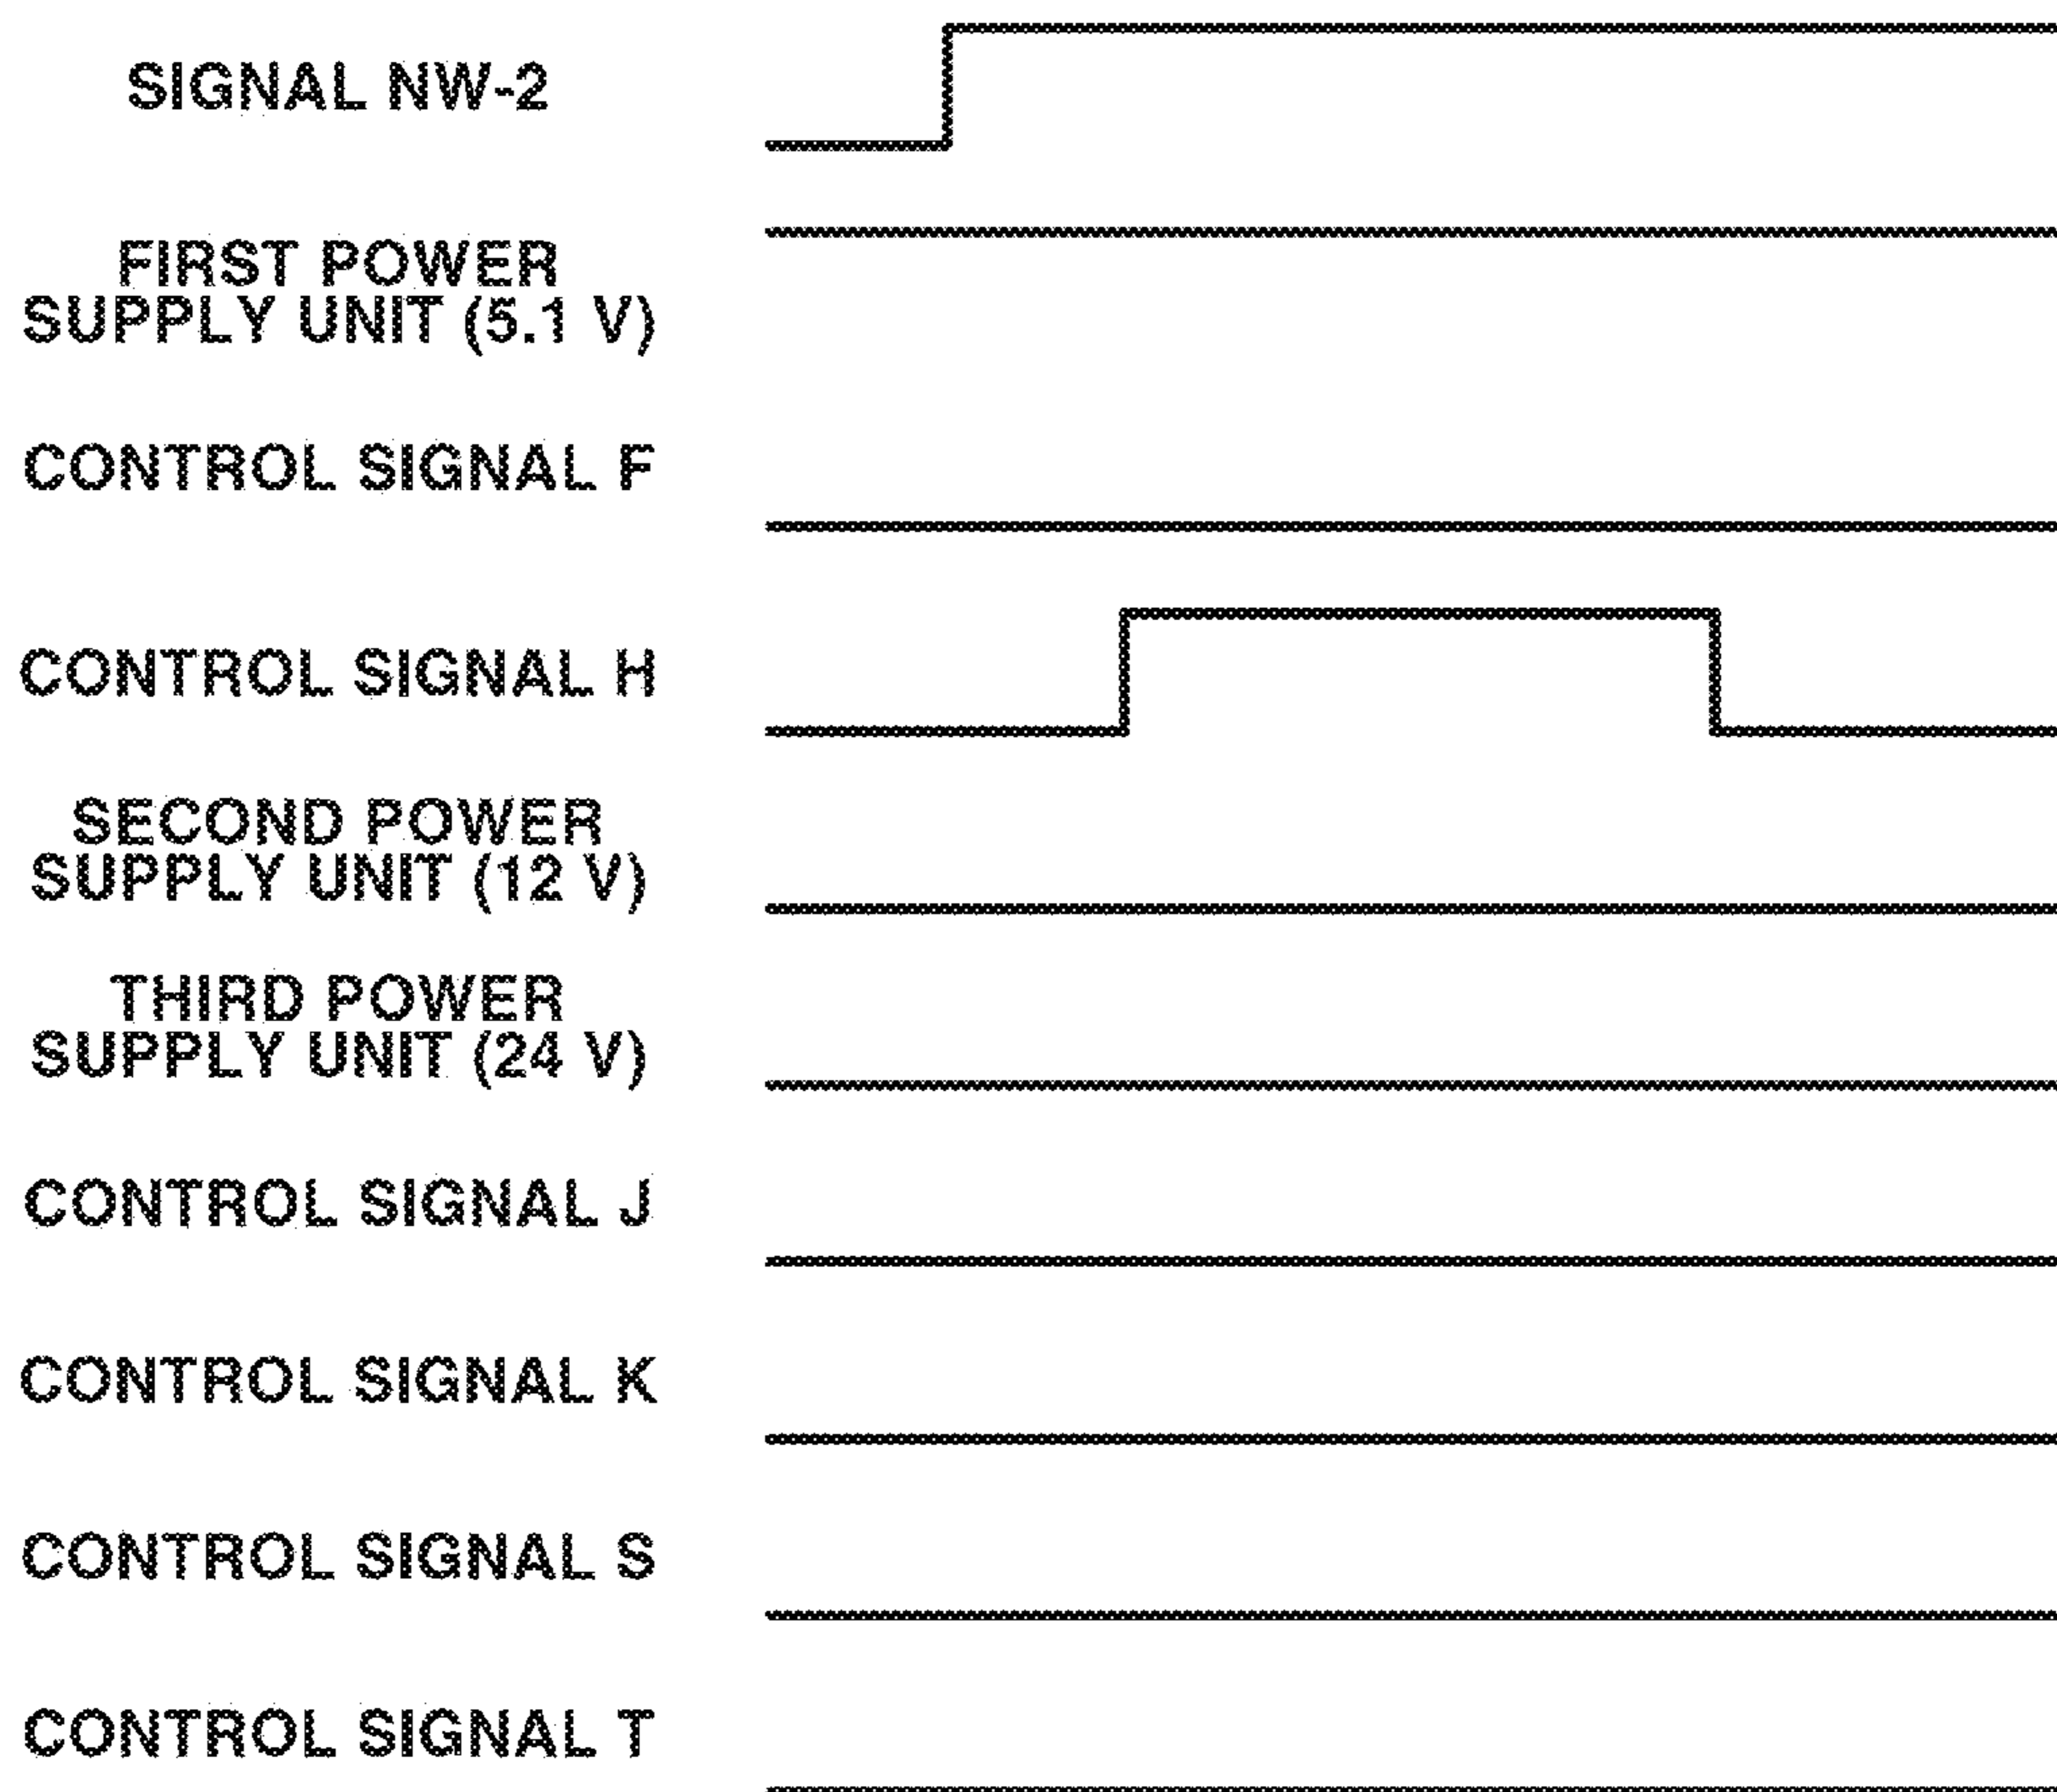 SIGNAL NW-2
FIRST POWER
SUPPLY UNIT (5.1 V)
CONTROL SIGNAL F
CONTROL SIGNAL H
SECOND POWER
SUPPLY UNIT (12 V)
THIRD POWER
SUPPLY UNIT (24 V)
CONTROL SIGNAL J
CONTROL SIGNAL K
CONTROL SIGNAL S
CONTROL SIGNAL T